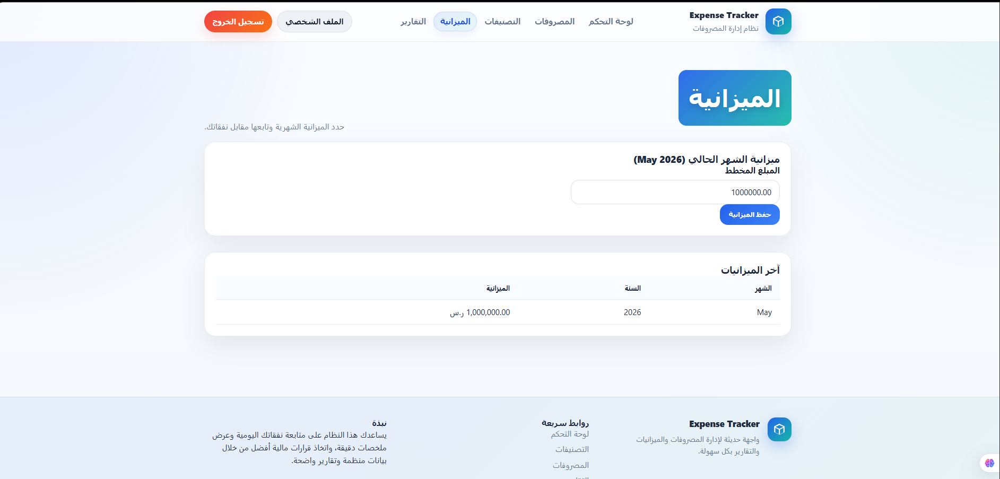 Expense Tracker
نظام إدارة المصروفات
لوحة التحكم
المصروفات
التصنيفات
الميزانية
التقارير
الملف الشخصي
تسجيل الخروج
الميزانية
حدد الميزانية الشهرية وتابعها مقابل نفقاتك.
ميزانية الشهر الحالي (May 2026)
المبلغ المخطط
1000000.00
حفظ الميزانية
آخر الميزانيات
الشهر السنة الميزانية
May 2026 1,000,000.00 ر.س
Expense Tracker
واجهة حديثة لإدارة المصروفات والميزانيات
والتقارير بكل سهولة.
روابط سريعة
لوحة التحكم
التصنيفات
المصروفات
نبذة
يساعدك هذا النظام على متابعة نفقاتك اليومية وعرض
ملخصات دقيقة، واتخاذ قرارات مالية أفضل من خلال
بيانات منظمة وتقارير واضحة.